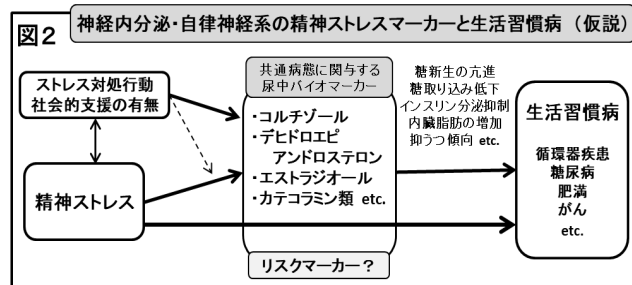 図2
神経内分泌・自律神経系の精神ストレスマーカーと生活習慣病（仮説）
ストレス対処行動
社会的支援の有無
精神ストレス
共通病態に関与する
尿中バイオマーカー
・コルチゾール
・デヒドロエピ
アンドロステロン
・エストラジオール
・カテコラミン類 etc.
リスクマーカー？
糖新生の亢進
糖取り込み低下
インスリン分泌抑制
内臓脂肪の増加
抑うつ傾向 etc.
生活習慣病
循環器疾患
糖尿病
肥満
がん
etc.